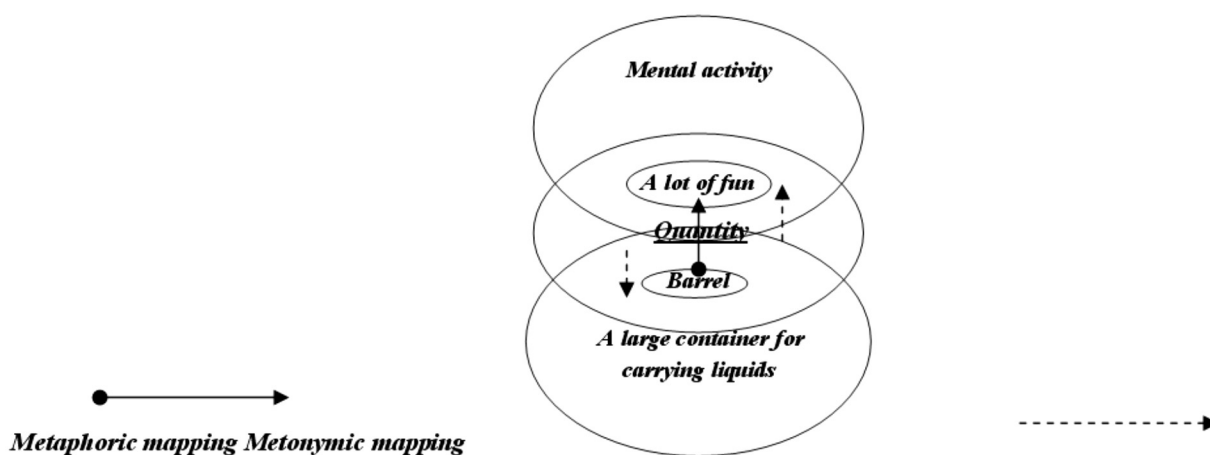 Mental activity
A lot of fun
Quantity
Barrel
A large container for
carrying liquids
Metaphoric mapping Metonymic mapping